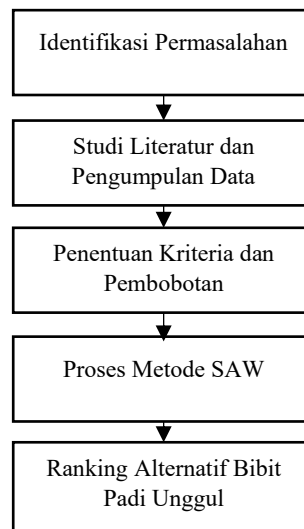 Identifikasi Permasalahan
Studi Literatur dan
Pengumpulan Data
Penentuan Kriteria dan
Pembobotan
Proses Metode SAW
Ranking Alternatif Bibit
Padi Unggul